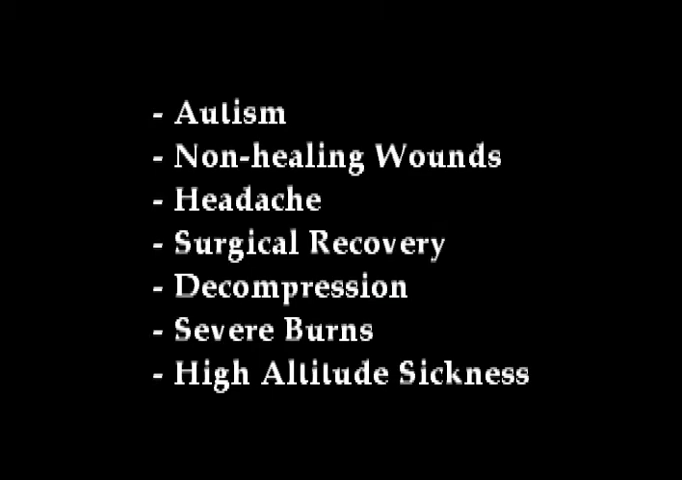 - Autism
- Non-healing Wounds
- Headache
- Surgical Recovery
- Decompression
- Severe Burns
- High Altitude Sickness